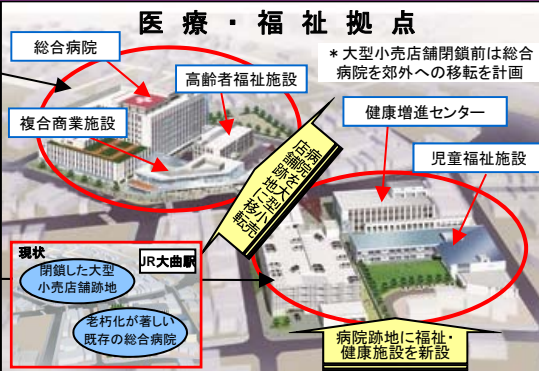 医療・福祉拠点
総合病院
高齢者福祉施設
複合商業施設
＊大型小売店舗閉鎖前は総合
病院を郊外への移転を計画
健康増進センター
児童福祉施設
病院を大型小売
店舗跡地に移転
現状
JR大曲駅
閉鎖した大型
小売店舗跡地
老朽化が著しい
既存の総合病院
病院跡地に福祉・
健康施設を新設